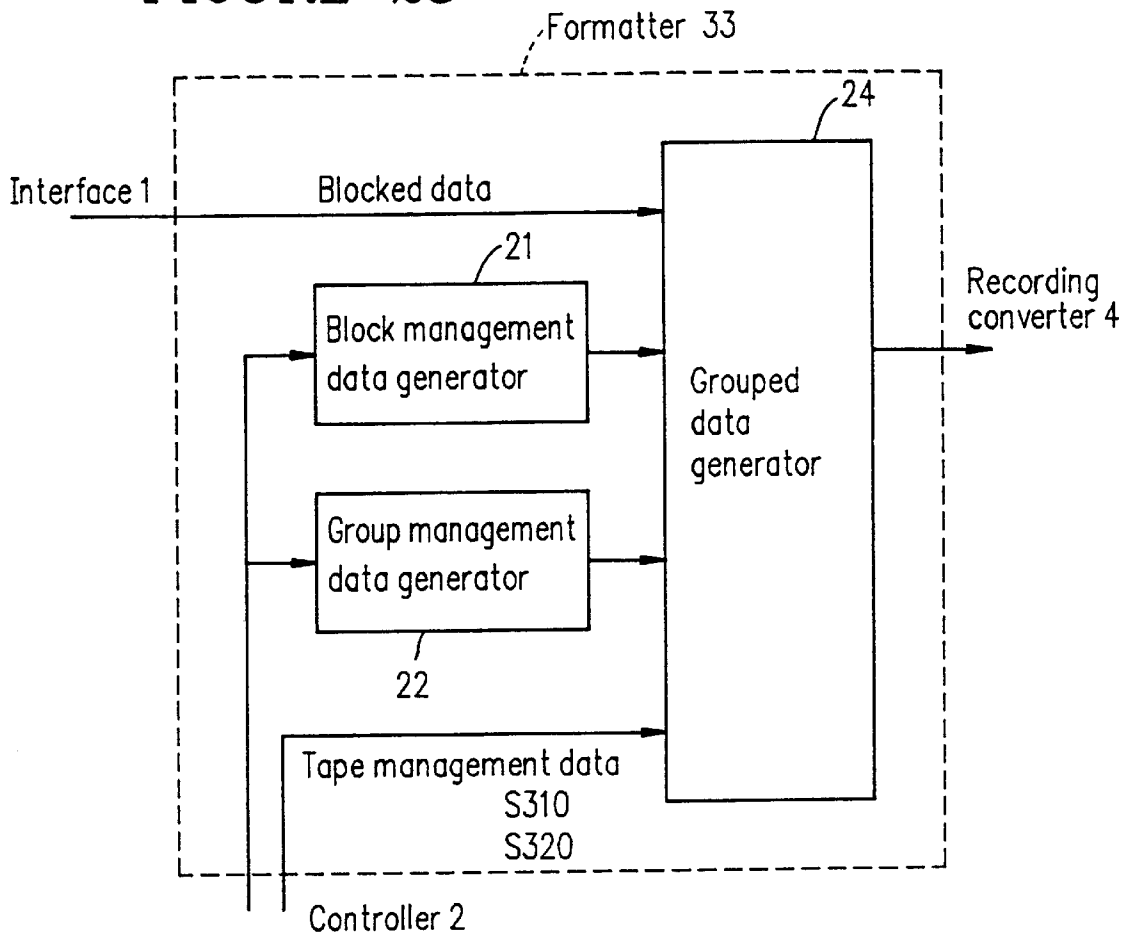 Formatter 33
24
Interface 1
Blocked data
21
Recording
converter 4
Block management
data generator
Grouped
data
generator
Group management
data generator
22
Tape management data
S310
S320
Controller 2